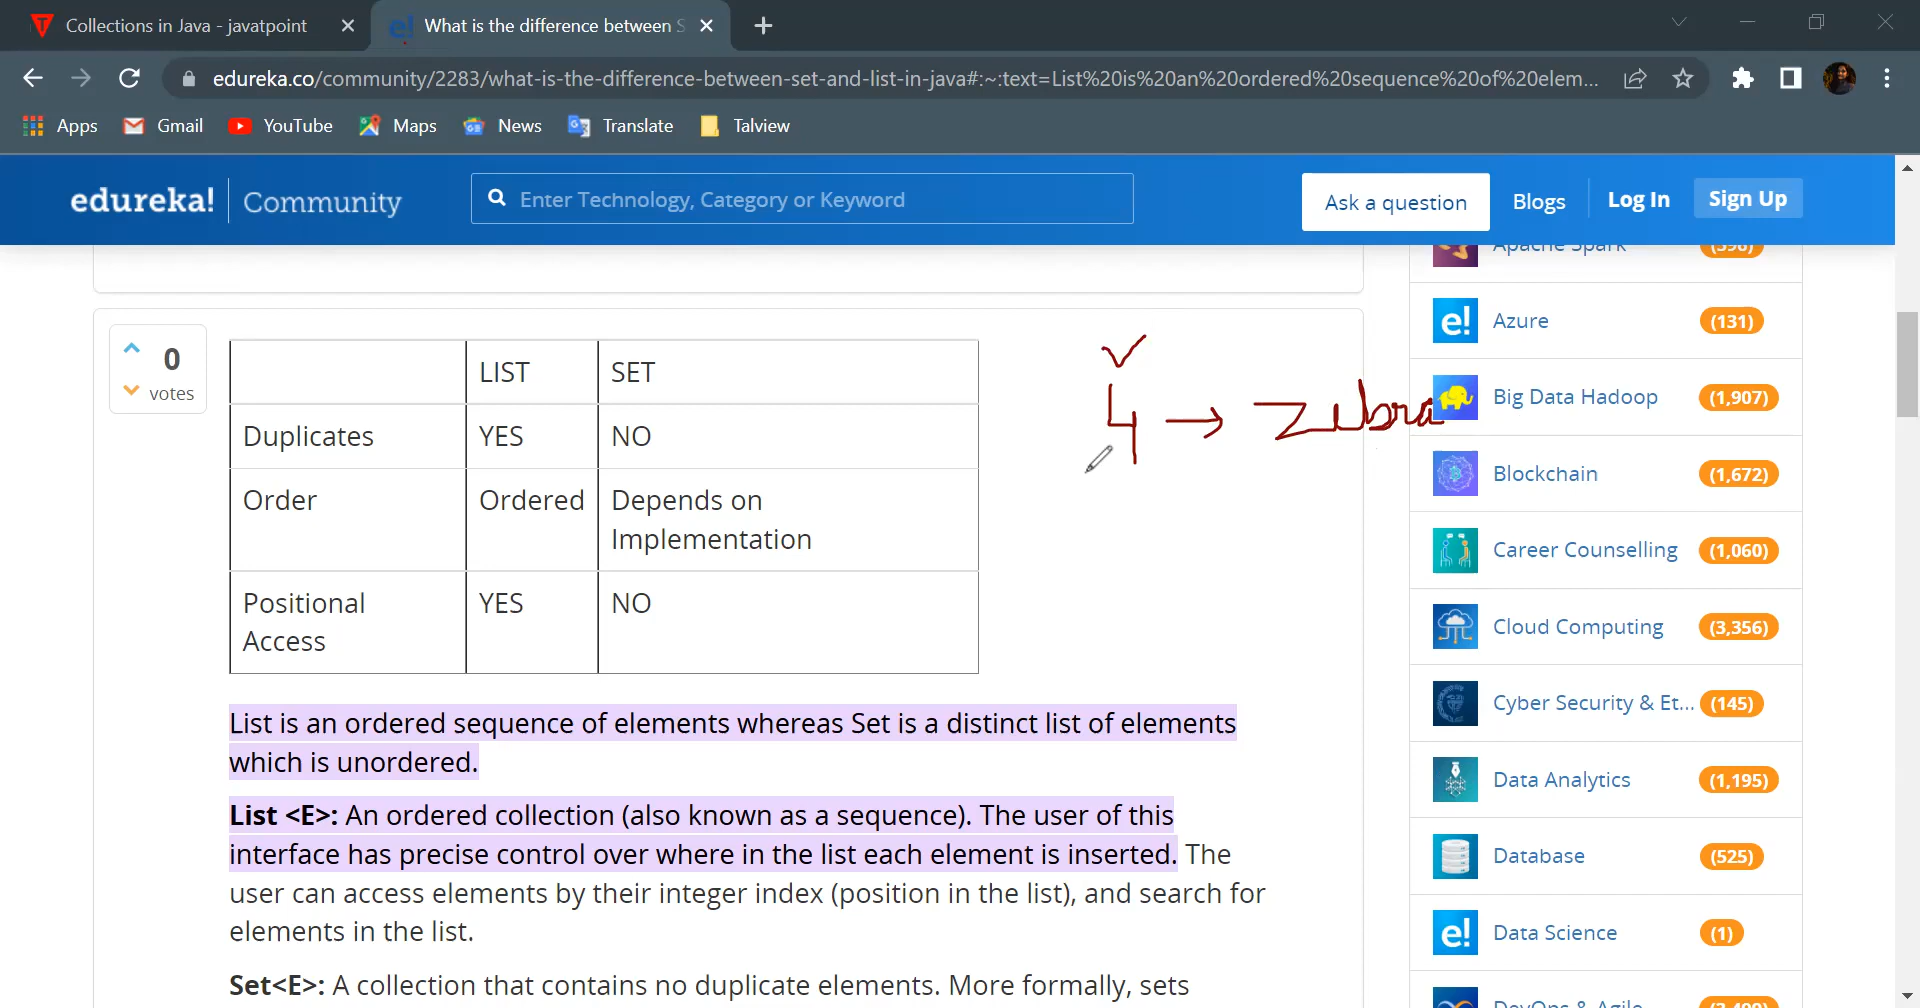 Collections in Java - javatpoint
What is the difference between S
edureka.co/community/2283/what-is-the-difference-between-set-and-list-in-java#:~:text=List%20is%20an%20ordered%20sequence%20of%20elem...
Apps
Gmail
YouTube
Maps
News
Translate
Talview
edureka!
Community
Enter Technology, Category or Keyword
Ask a question
Blogs
Log In
Sign Up
0
votes
LIST SET
Duplicates YES NO
Order Ordered Depends on
Implementation
Positional YES NO
Access
✓
4 → Zebra
List is an ordered sequence of elements whereas Set is a distinct list of elements
which is unordered.
List <E>: An ordered collection (also known as a sequence). The user of this
interface has precise control over where in the list each element is inserted. The
user can access elements by their integer index (position in the list), and search for
elements in the list.
Set<E>: A collection that contains no duplicate elements. More formally, sets
Apache Spark (596)
Azure (131)
Big Data Hadoop (1,907)
Blockchain (1,672)
Career Counselling (1,060)
Cloud Computing (3,356)
Cyber Security & Et... (145)
Data Analytics (1,195)
Database (525)
Data Science (1)
DevOps & Agile